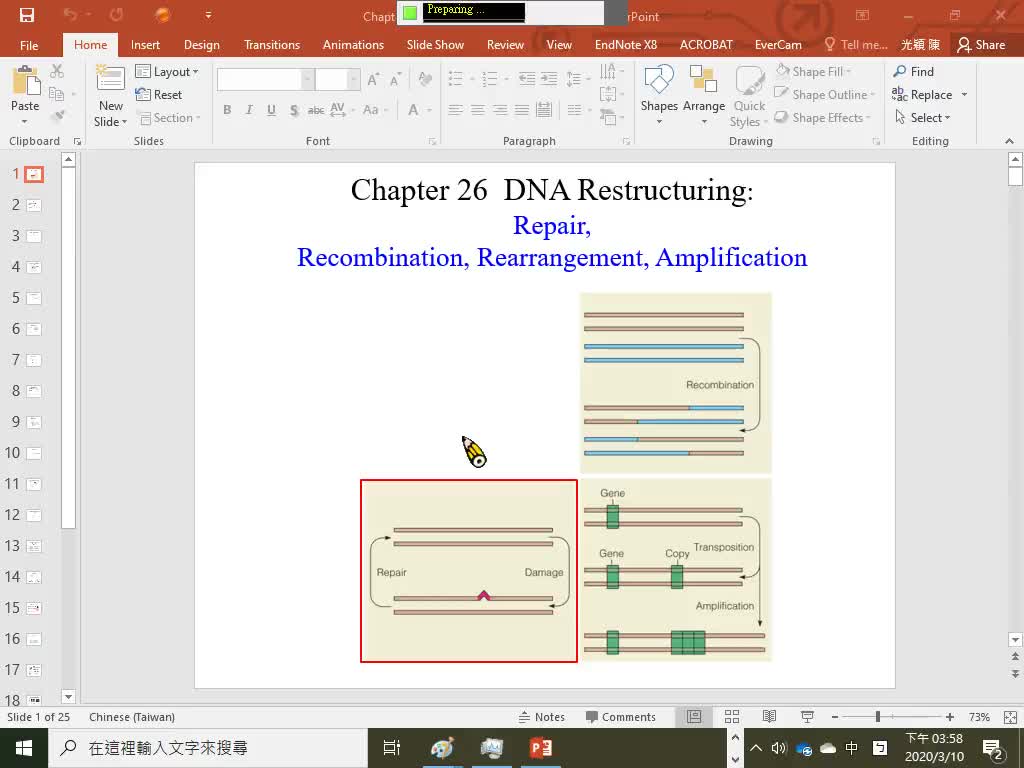 Preparing ...
Chapt
rPoint
File
Home
Insert
Design
Transitions
Animations
Slide Show
Review
View
EndNote X8
ACROBAT
EverCam
Tell me...
光穎 陳
Share
Paste
New
Slide
Layout
Reset
Section
B I U S abc AV Aa A
Shapes
Arrange
Quick
Styles
Shape Fill
Shape Outline
Shape Effects
Find
Replace
Select
Clipboard
Slides
Font
Paragraph
Drawing
Editing
1
2
3
4
5
6
7
8
9
10
11
12
13
14
15
16
17
18
Chapter 26 DNA Restructuring:
Repair,
Recombination, Rearrangement, Amplification
Recombination
Repair
Damage
Gene
Transposition
Gene
Copy
Amplification
Slide 1 of 25
Chinese (Taiwan)
Notes
Comments
73%
在這裡輸入文字來搜尋
中
ㄅ
下午 03:58
2020/3/10
2